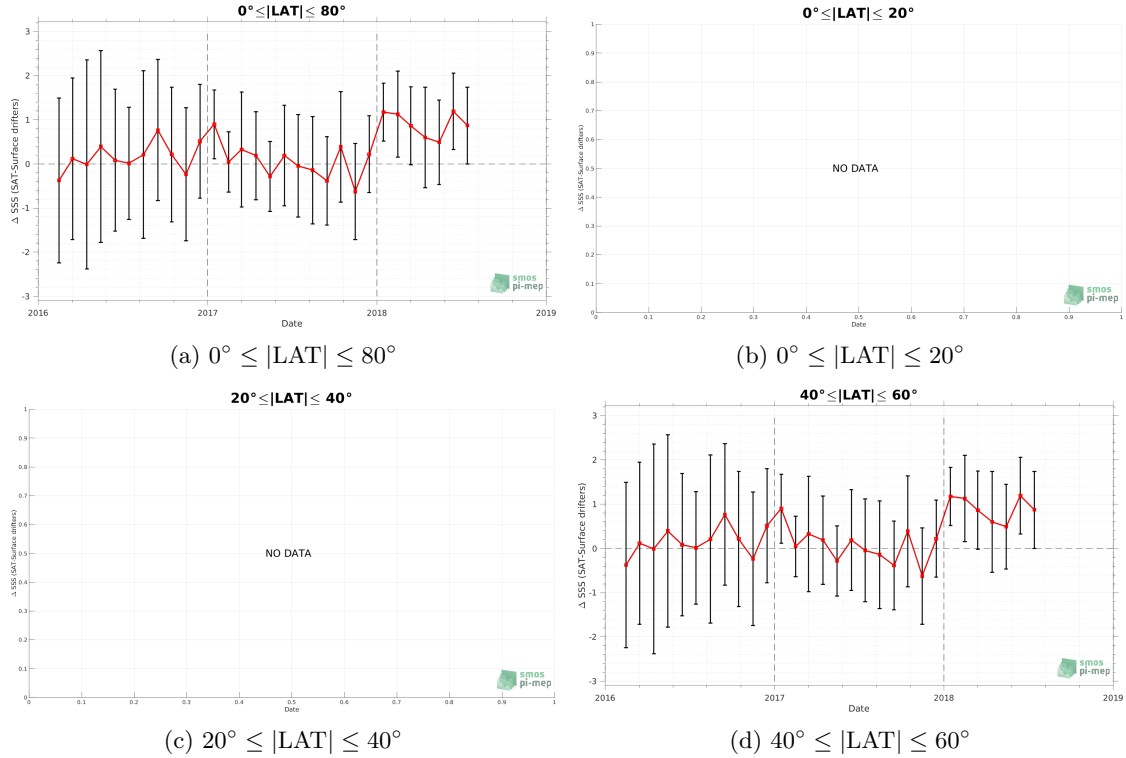 0°≤|LAT|≤ 80°
3
2
1
0
-1
-2
-3
Δ SSS (SAT-Surface drifters)
2016
2017
2018
2019
Date
smos
pi-mep
(a) 0° ≤ |LAT| ≤ 80°
0°≤|LAT|≤ 20°
1
0.9
0.8
0.7
0.6
0.5
0.4
0.3
0.2
0.1
0
Δ SSS (SAT-Surface drifters)
NO DATA
0
0.1
0.2
0.3
0.4
0.5
0.6
0.7
0.8
0.9
1
Date
smos
pi-mep
(b) 0° ≤ |LAT| ≤ 20°
20°≤|LAT|≤ 40°
1
0.9
0.8
0.7
0.6
0.5
0.4
0.3
0.2
0.1
0
Δ SSS (SAT-Surface drifters)
NO DATA
0
0.1
0.2
0.3
0.4
0.5
0.6
0.7
0.8
0.9
1
Date
smos
pi-mep
(c) 20° ≤ |LAT| ≤ 40°
40°≤|LAT|≤ 60°
3
2
1
0
-1
-2
-3
Δ SSS (SAT-Surface drifters)
2016
2017
2018
2019
Date
smos
pi-mep
(d) 40° ≤ |LAT| ≤ 60°